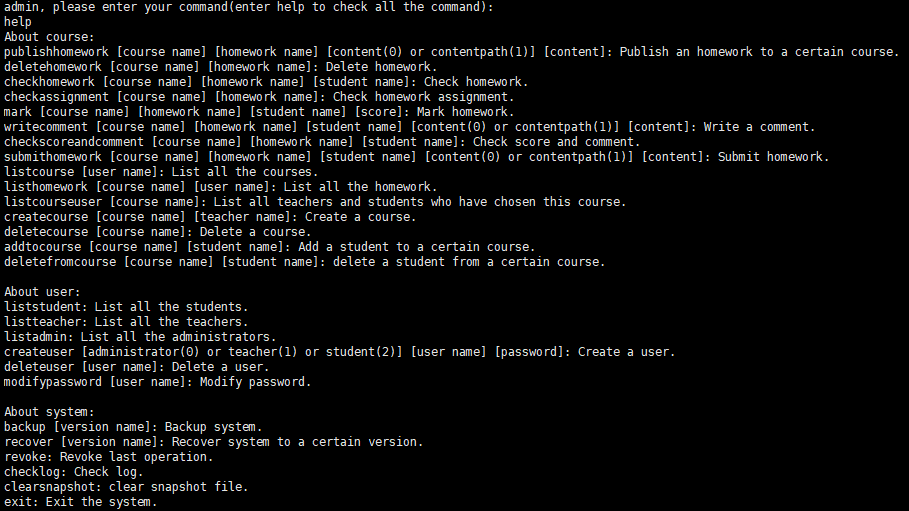 admin, please enter your command(enter help to check all the command):
help
About course:
publishhomework [course name] [homework name] [content(0) or contentpath(1)] [content]: Publish an homework to a certain course.
deletehomework [course name] [homework name]: Delete homework.
checkhomework [course name] [homework name] [student name]: Check homework.
checkassignment [course name] [homework name]: Check homework assignment.
mark [course name] [homework name] [student name] [score]: Mark homework.
writecomment [course name] [homework name] [student name] [content(0) or contentpath(1)] [content]: Write a comment.
checkscoreandcomment [course name] [homework name] [student name]: Check score and comment.
submithomework [course name] [homework name] [student name] [content(0) or contentpath(1)] [content]: Submit homework.
listcourse [user name]: List all the courses.
listhomework [course name] [user name]: List all the homework.
listcourseuser [course name]: List all teachers and students who have chosen this course.
createcourse [course name] [teacher name]: Create a course.
deletecourse [course name]: Delete a course.
addtocourse [course name] [student name]: Add a student to a certain course.
deletefromcourse [course name] [student name]: delete a student from a certain course.

About user:
liststudent: List all the students.
listteacher: List all the teachers.
listadmin: List all the administrators.
createuser [administrator(0) or teacher(1) or student(2)] [user name] [password]: Create a user.
deleteuser [user name]: Delete a user.
modifypassword [user name]: Modify password.

About system:
backup [version name]: Backup system.
recover [version name]: Recover system to a certain version.
revoke: Revoke last operation.
checklog: Check log.
clearsnapshot: clear snapshot file.
exit: Exit the system.